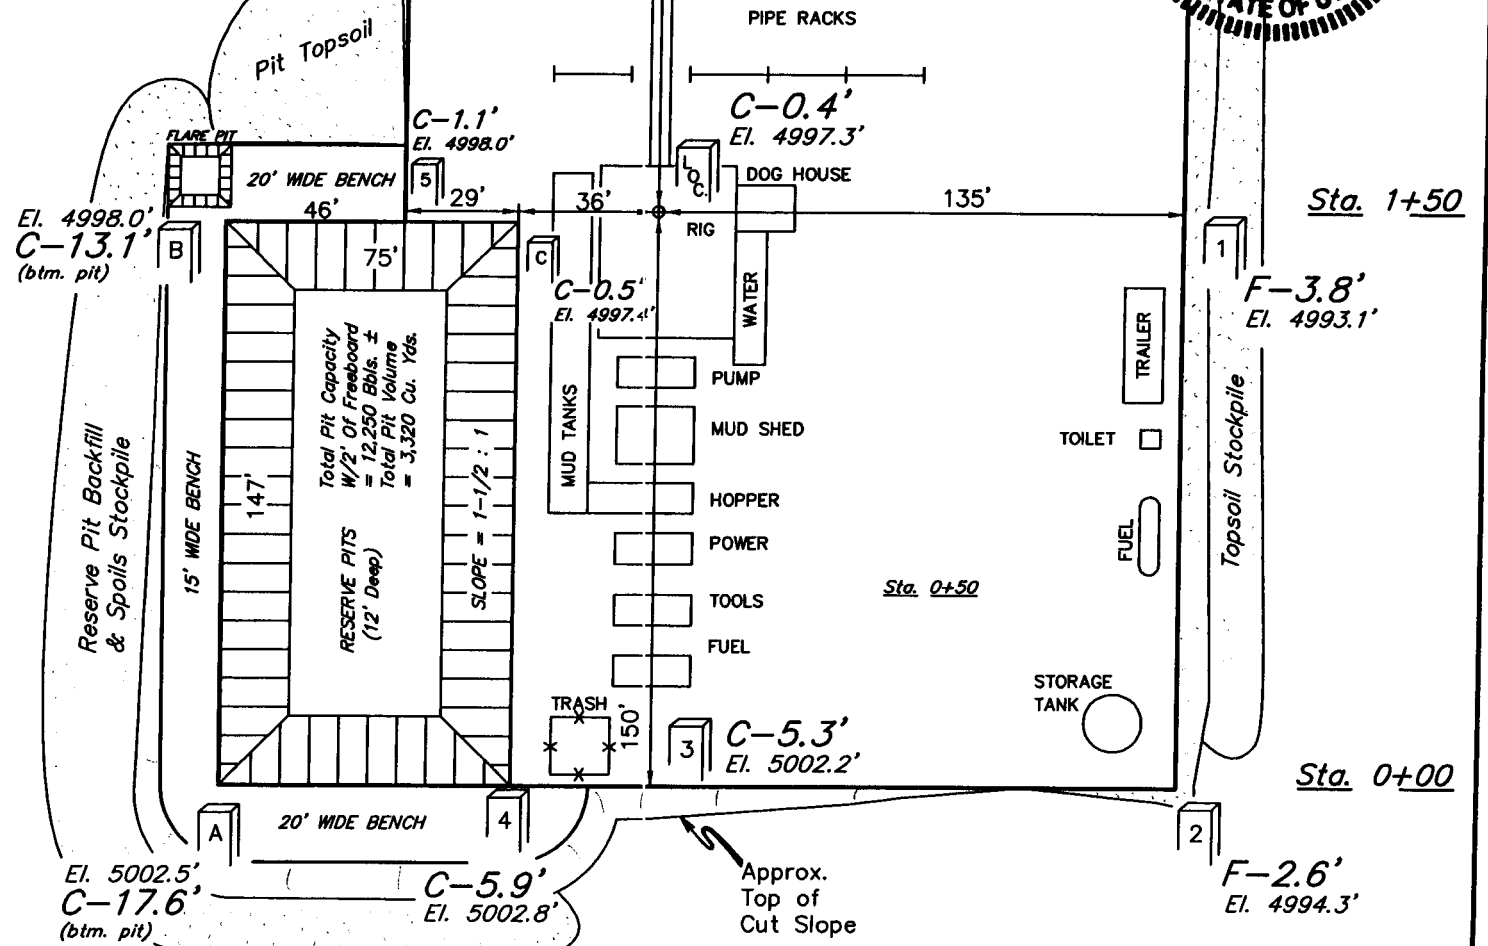 PIPE RACKS
Pit Topsoil
C-0.4'
El. 4997.3'
C-1.1'
El. 4998.0'
FLARE PIT
20' WIDE BENCH
5
LOC.
DOG HOUSE
46'
29'
36'
135'
Sta. 1+50
El. 4998.0'
C-13.1'
(btm. pit)
B
75'
C
RIG
1
C-0.5'
El. 4997.4'
WATER
F-3.8'
El. 4993.1'
TRAILER
PUMP
MUD TANKS
MUD SHED
TOILET
Topsoil Stockpile
Total Pit Capacity
W/2' Of Freeboard
= 12,250 Bbls. ±
Total Pit Volume
= 3,320 Cu. Yds.
RESERVE PITS
(12' Deep)
SLOPE = 1-1/2 : 1
147'
15' WIDE BENCH
Reserve Pit Backfill
& Spoils Stockpile
HOPPER
POWER
FUEL
TOOLS
Sta. 0+50
FUEL
STORAGE
TANK
TRASH
150'
3
C-5.3'
El. 5002.2'
Sta. 0+00
A
20' WIDE BENCH
4
2
El. 5002.5'
C-17.6'
(btm. pit)
C-5.9'
El. 5002.8'
Approx.
Top of
Cut Slope
F-2.6'
El. 4994.3'